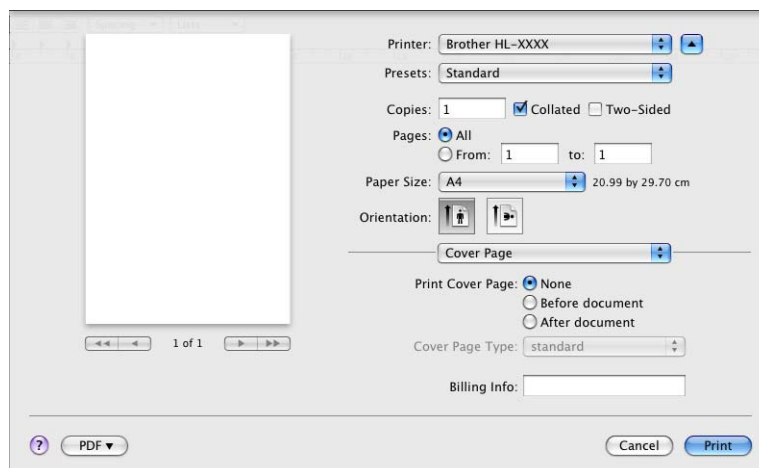 Spacing Lists
Printer: Brother HL-XXXX
Presets: Standard
Copies: 1 Collated Two-Sided
Pages: All
From: 1 to: 1
Paper Size: A4 20.99 by 29.70 cm
Orientation:
Cover Page
Print Cover Page: None
Before document
After document
1 of 1
Cover Page Type: standard
Billing Info:
? PDF Cancel Print